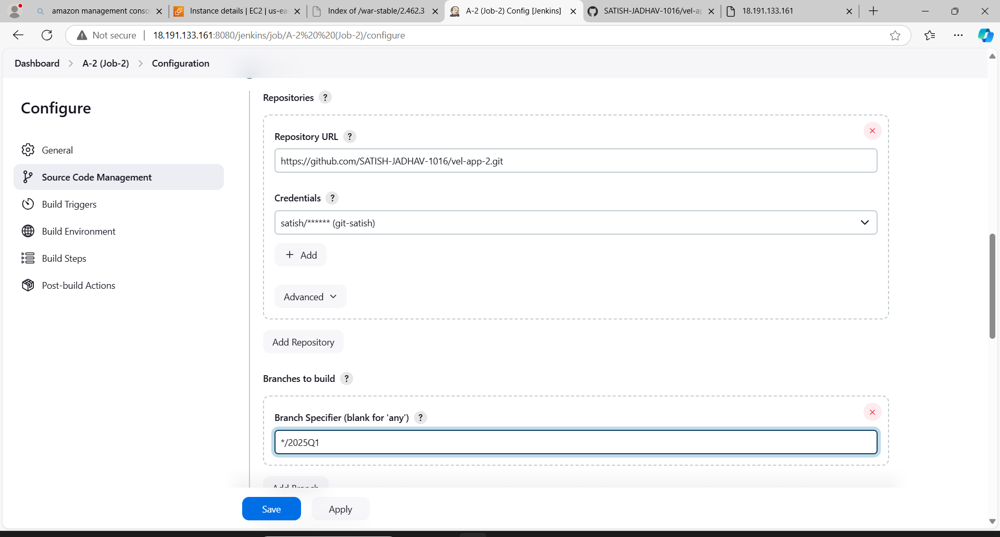 amazon management conso
Instance details | EC2 | us-ea
Index of /war-stable/2.462.3
A-2 (Job-2) Config [Jenkins]
SATISH-JADHAV-1016/vel-ap
18.191.133.161
Not secure
18.191.133.161:8080/jenkins/job/A-2%20%20(Job-2)/configure
Dashboard > A-2 (Job-2) > Configuration
Configure
General
Source Code Management
Build Triggers
Build Environment
Build Steps
Post-build Actions
Repositories ?
Repository URL ?
https://github.com/SATISH-JADHAV-1016/vel-app-2.git
Credentials ?
satish/****** (git-satish)
+ Add
Advanced
Add Repository
Branches to build ?
Branch Specifier (blank for 'any') ?
*/2025Q1
Add Branch
Save
Apply